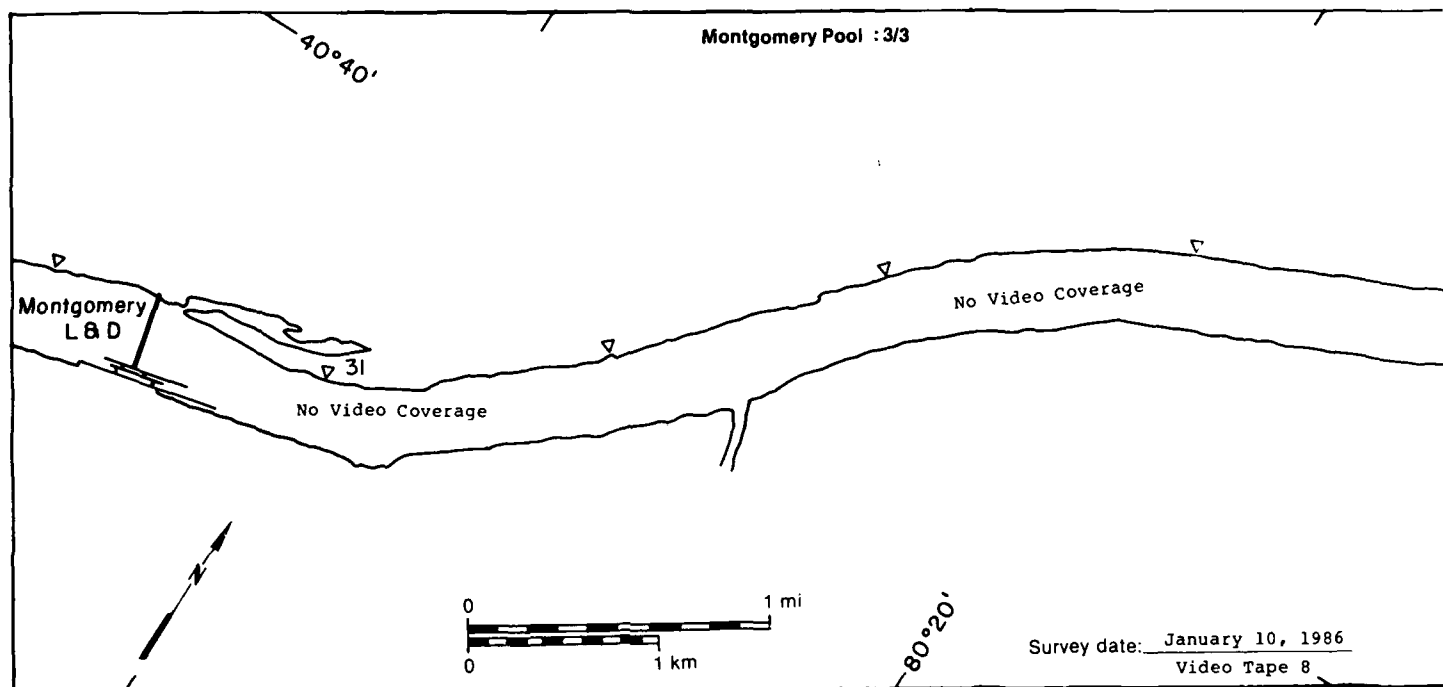 Montgomery Pool : 3/3
40°40'
Montgomery
L & D
31
No Video Coverage
No Video Coverage
N
0
1 mi
0
1 km
80°20'
Survey date: January 10, 1986
Video Tape 8